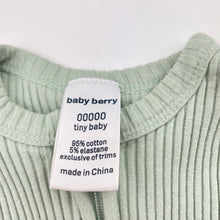 baby berry
00000
tiny baby
95% cotton
5% elastane
exclusive of trims
made in China